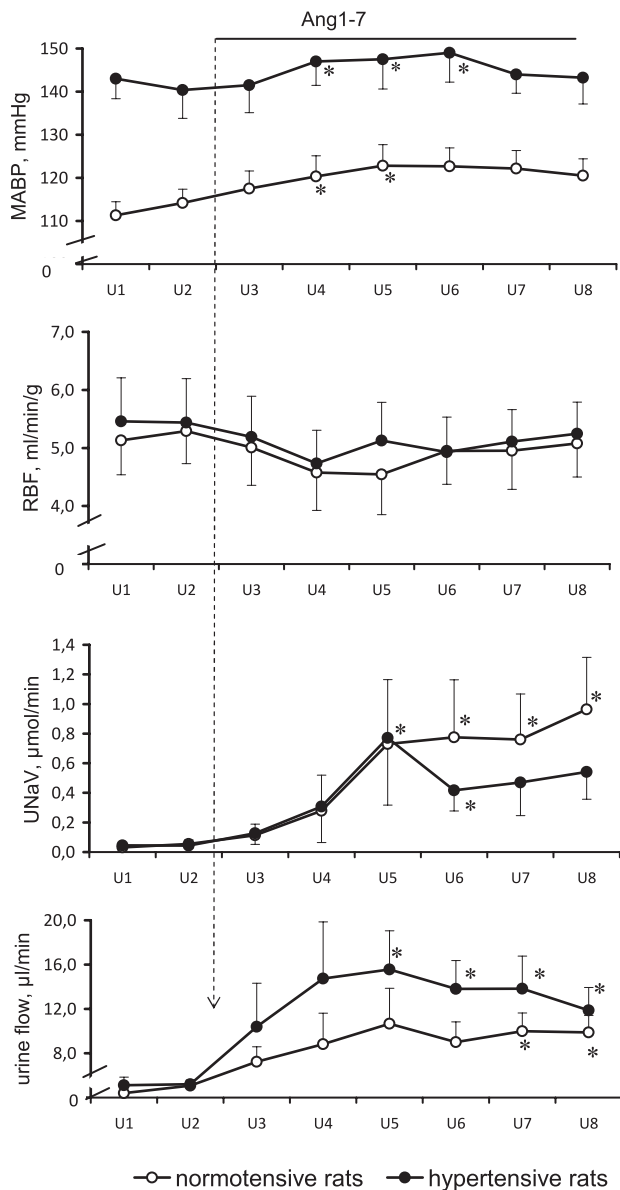 Ang1-7
MABP, mmHg
150
140
130
120
110
0
U1 U2 U3 U4 U5 U6 U7 U8
* * *
* *
RBF, ml/min/g
7,0
6,0
5,0
4,0
0
U1 U2 U3 U4 U5 U6 U7 U8
UNaV, µmol/min
1,4
1,2
1,0
0,8
0,6
0,4
0,2
0,0
U1 U2 U3 U4 U5 U6 U7 U8
* * * *
*
urine flow, µl/min
20,0
16,0
12,0
8,0
0
U1 U2 U3 U4 U5 U6 U7 U8
* * * *
* *
normotensive rats hypertensive rats